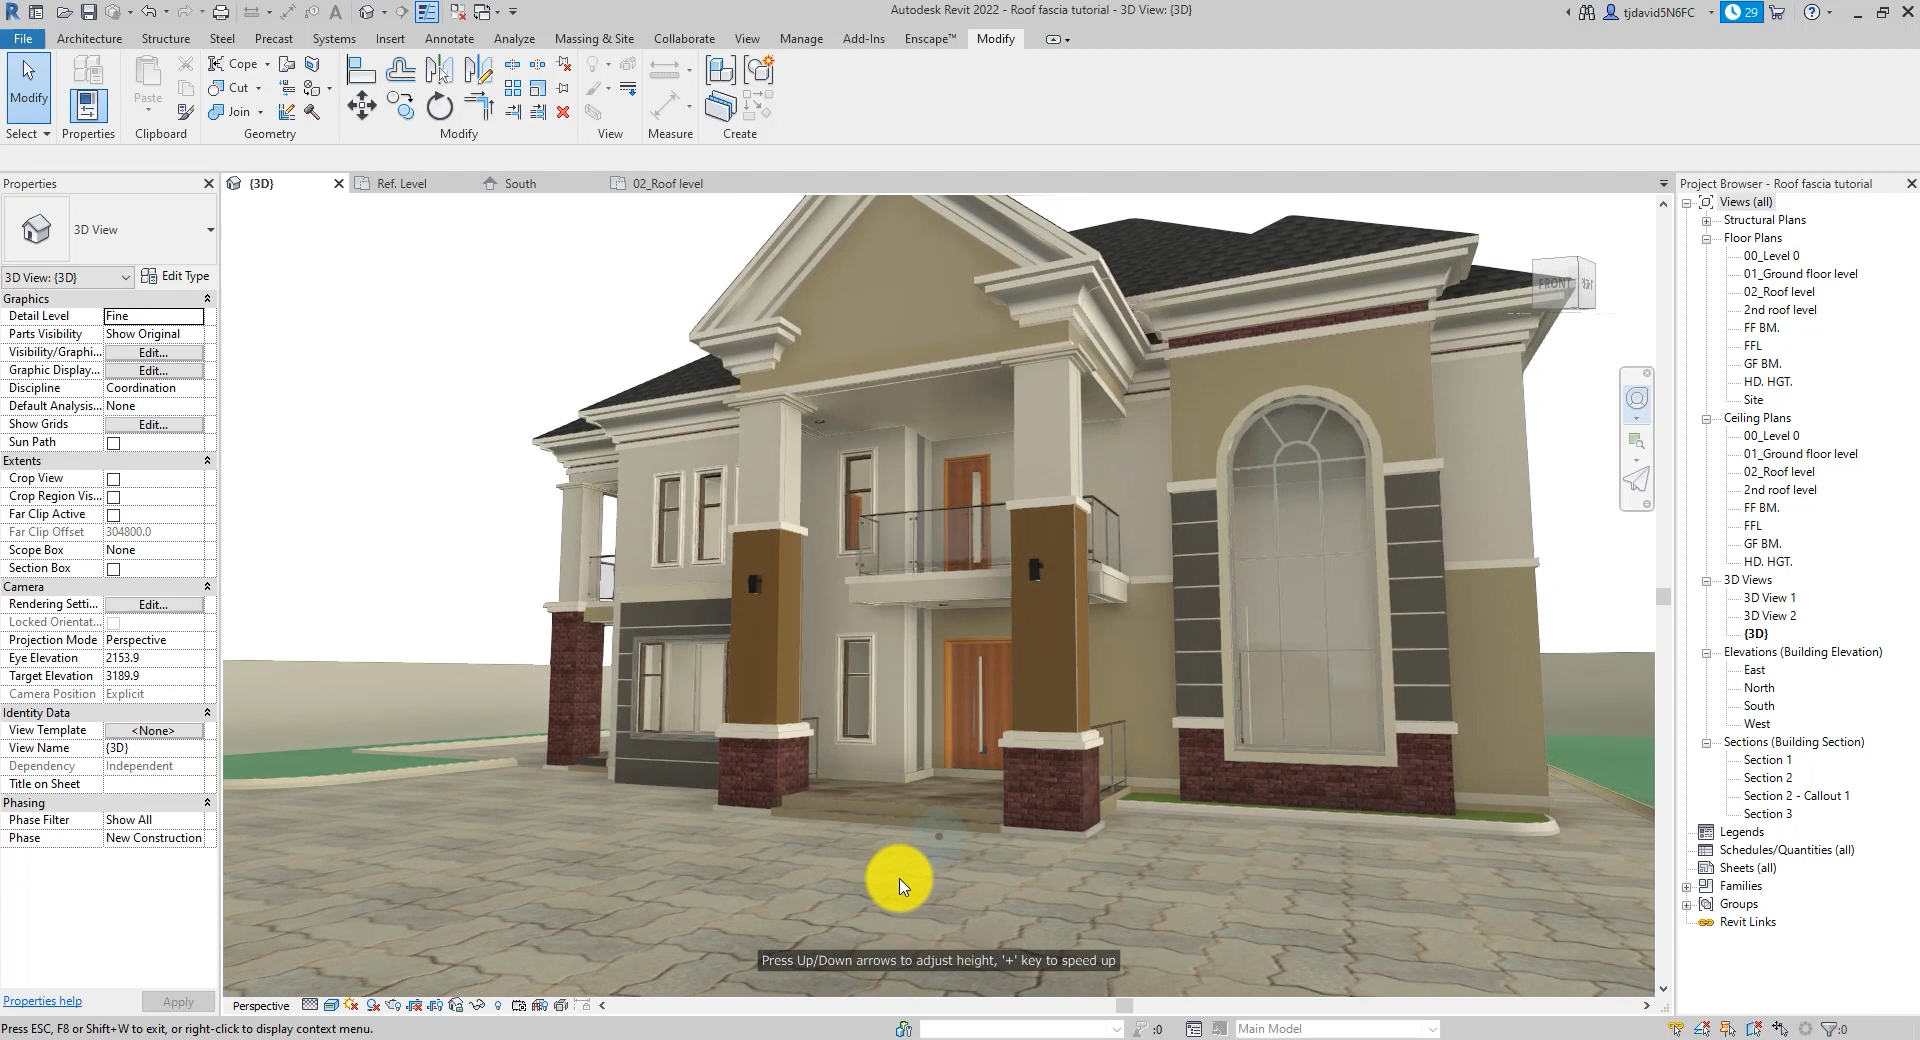 Autodesk Revit 2022 - Roof fascia tutorial - 3D View: {3D}
tjdavid5N6FC
29
File
Architecture
Structure
Steel
Precast
Systems
Insert
Annotate
Analyze
Massing & Site
Collaborate
View
Manage
Add-Ins
Enscape™
Modify
Modify
Paste
Cope
Cut
Join
Select
Properties
Clipboard
Geometry
Modify
View
Measure
Create
Properties
{3D}
Ref. Level
South
02_Roof level
Project Browser - Roof fascia tutorial
3D View
3D View: {3D}
Edit Type
Graphics
Detail Level Fine
Parts Visibility Show Original
Visibility/Graphi... Edit...
Graphic Display... Edit...
Discipline Coordination
Default Analysis... None
Show Grids Edit...
Sun Path
Extents
Crop View
Crop Region Vis...
Far Clip Active
Far Clip Offset 304800.0
Scope Box None
Section Box
Camera
Rendering Setti... Edit...
Locked Orientat...
Projection Mode Perspective
Eye Elevation 2153.9
Target Elevation 3189.9
Camera Position Explicit
Identity Data
View Template <None>
View Name {3D}
Dependency Independent
Title on Sheet
Phasing
Phase Filter Show All
Phase New Construction
Properties help
Apply
FRONT
Press Up/Down arrows to adjust height, '+' key to speed up
Perspective
Views (all)
Structural Plans
Floor Plans
00_Level 0
01_Ground floor level
02_Roof level
2nd roof level
FF BM.
FFL
GF BM.
HD. HGT.
Site
Ceiling Plans
00_Level 0
01_Ground floor level
02_Roof level
2nd roof level
FF BM.
FFL
GF BM.
HD. HGT.
3D Views
3D View 1
3D View 2
{3D}
Elevations (Building Elevation)
East
North
South
West
Sections (Building Section)
Section 1
Section 2
Section 2 - Callout 1
Section 3
Legends
Schedules/Quantities (all)
Sheets (all)
Families
Groups
Revit Links
Press ESC, F8 or Shift+W to exit, or right-click to display context menu.
:0
Main Model
:0